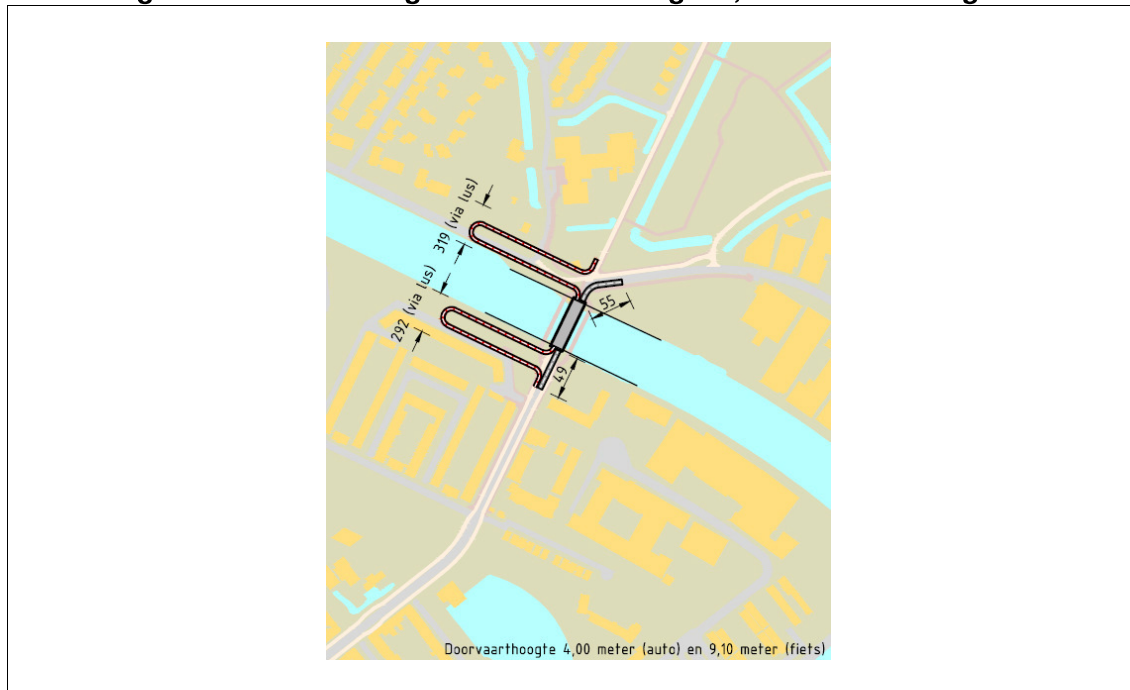 319 (via lus)
292 (via lus)
55
49
Doorvaarthoogte 4,00 meter (auto) en 9,10 meter (fiets)